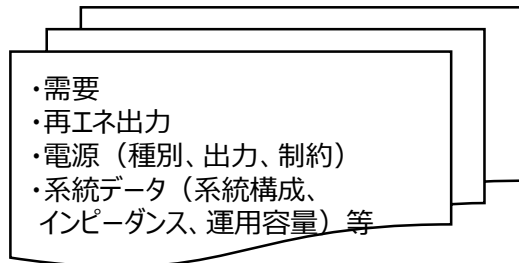 ・需要
・再エネ出力
・電源（種別、出力、制約）
・系統データ（系統構成、
インピーダンス、運用容量）等